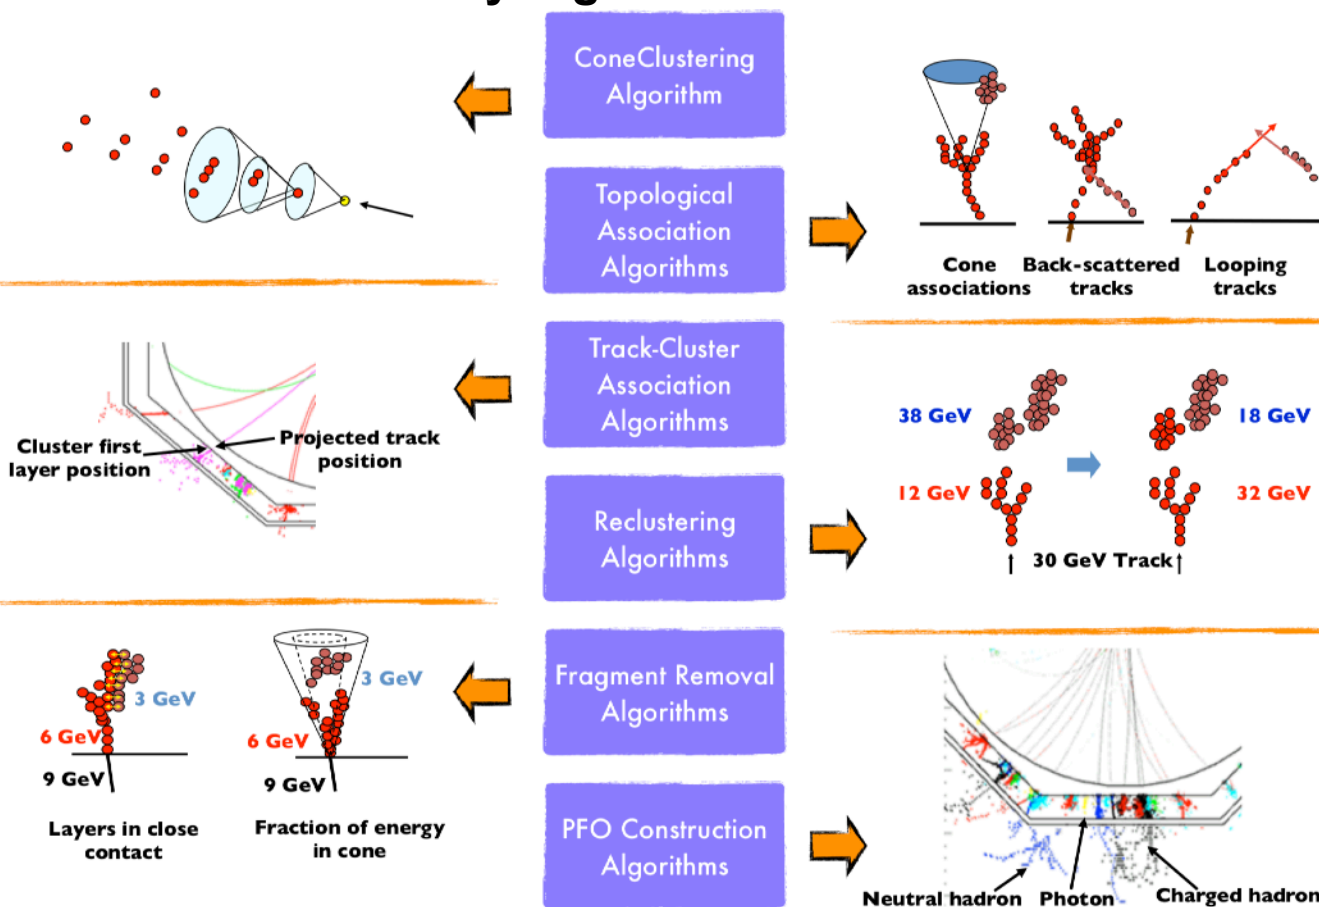 ConeClustering
Algorithm
Topological
Association
Algorithms
Cone
associations
Back-scattered
tracks
Looping
tracks
Track-Cluster
Association
Algorithms
Cluster first
layer position
Projected track
position
Reclustering
Algorithms
38 GeV
18 GeV
12 GeV
32 GeV
30 GeV Track
Fragment Removal
Algorithms
3 GeV
6 GeV
9 GeV
Layers in close
contact
3 GeV
6 GeV
9 GeV
Fraction of energy
in cone
PFO Construction
Algorithms
Neutral hadron
Photon
Charged hadron